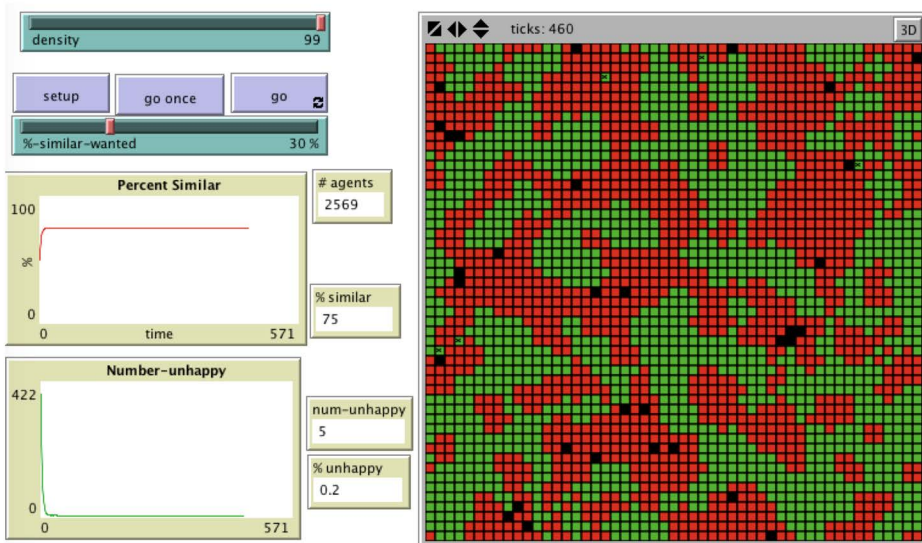 density 99
setup
go once
go
%-similar-wanted 30 %
Percent Similar
100
%
0
0 time 571
# agents
2569
% similar
75
Number-unhappy
422
0
0 571
num-unhappy
5
% unhappy
0.2
ticks: 460
3D